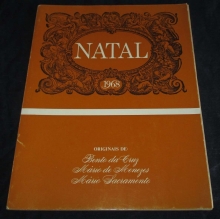 NATAL
1968
ORIGINAIS DE:
Bento da Cruz
Mário de Menezes
Mário Sacramento